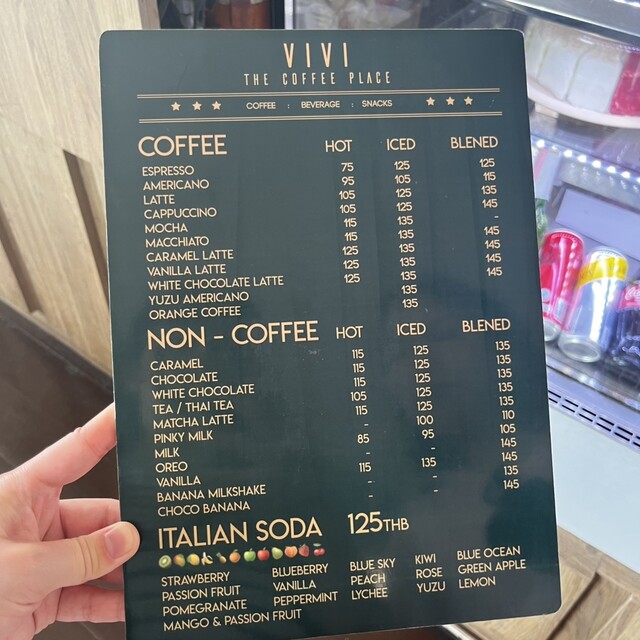 VIVI
THE COFFEE PLACE
COFFEE : BEVERAGE : SNACKS
COFFEE HOT ICED BLENED
ESPRESSO 75 125 125
AMERICANO 95 105 115
LATTE 105 125 135
CAPPUCCINO 105 125 145
MOCHA 115 135 -
MACCHIATO 115 135 145
CARAMEL LATTE 125 135 145
VANILLA LATTE 125 135 145
WHITE CHOCOLATE LATTE 125 135 145
YUZU AMERICANO 135
ORANGE COFFEE 135
NON - COFFEE HOT ICED BLENED
CARAMEL 115 125 135
CHOCOLATE 115 125 135
WHITE CHOCOLATE 115 125 135
TEA / THAI TEA 105 125 135
MATCHA LATTE 115 125 135
PINKY MILK - 100 110
MILK 85 95 105
OREO - - 145
VANILLA 115 135 145
BANANA MILKSHAKE - - 135
CHOCO BANANA - - 145
ITALIAN SODA 125THB
STRAWBERRY BLUEBERRY BLUE SKY KIWI BLUE OCEAN
PASSION FRUIT VANILLA PEACH ROSE GREEN APPLE
POMEGRANATE PEPPERMINT LYCHEE YUZU LEMON
MANGO & PASSION FRUIT